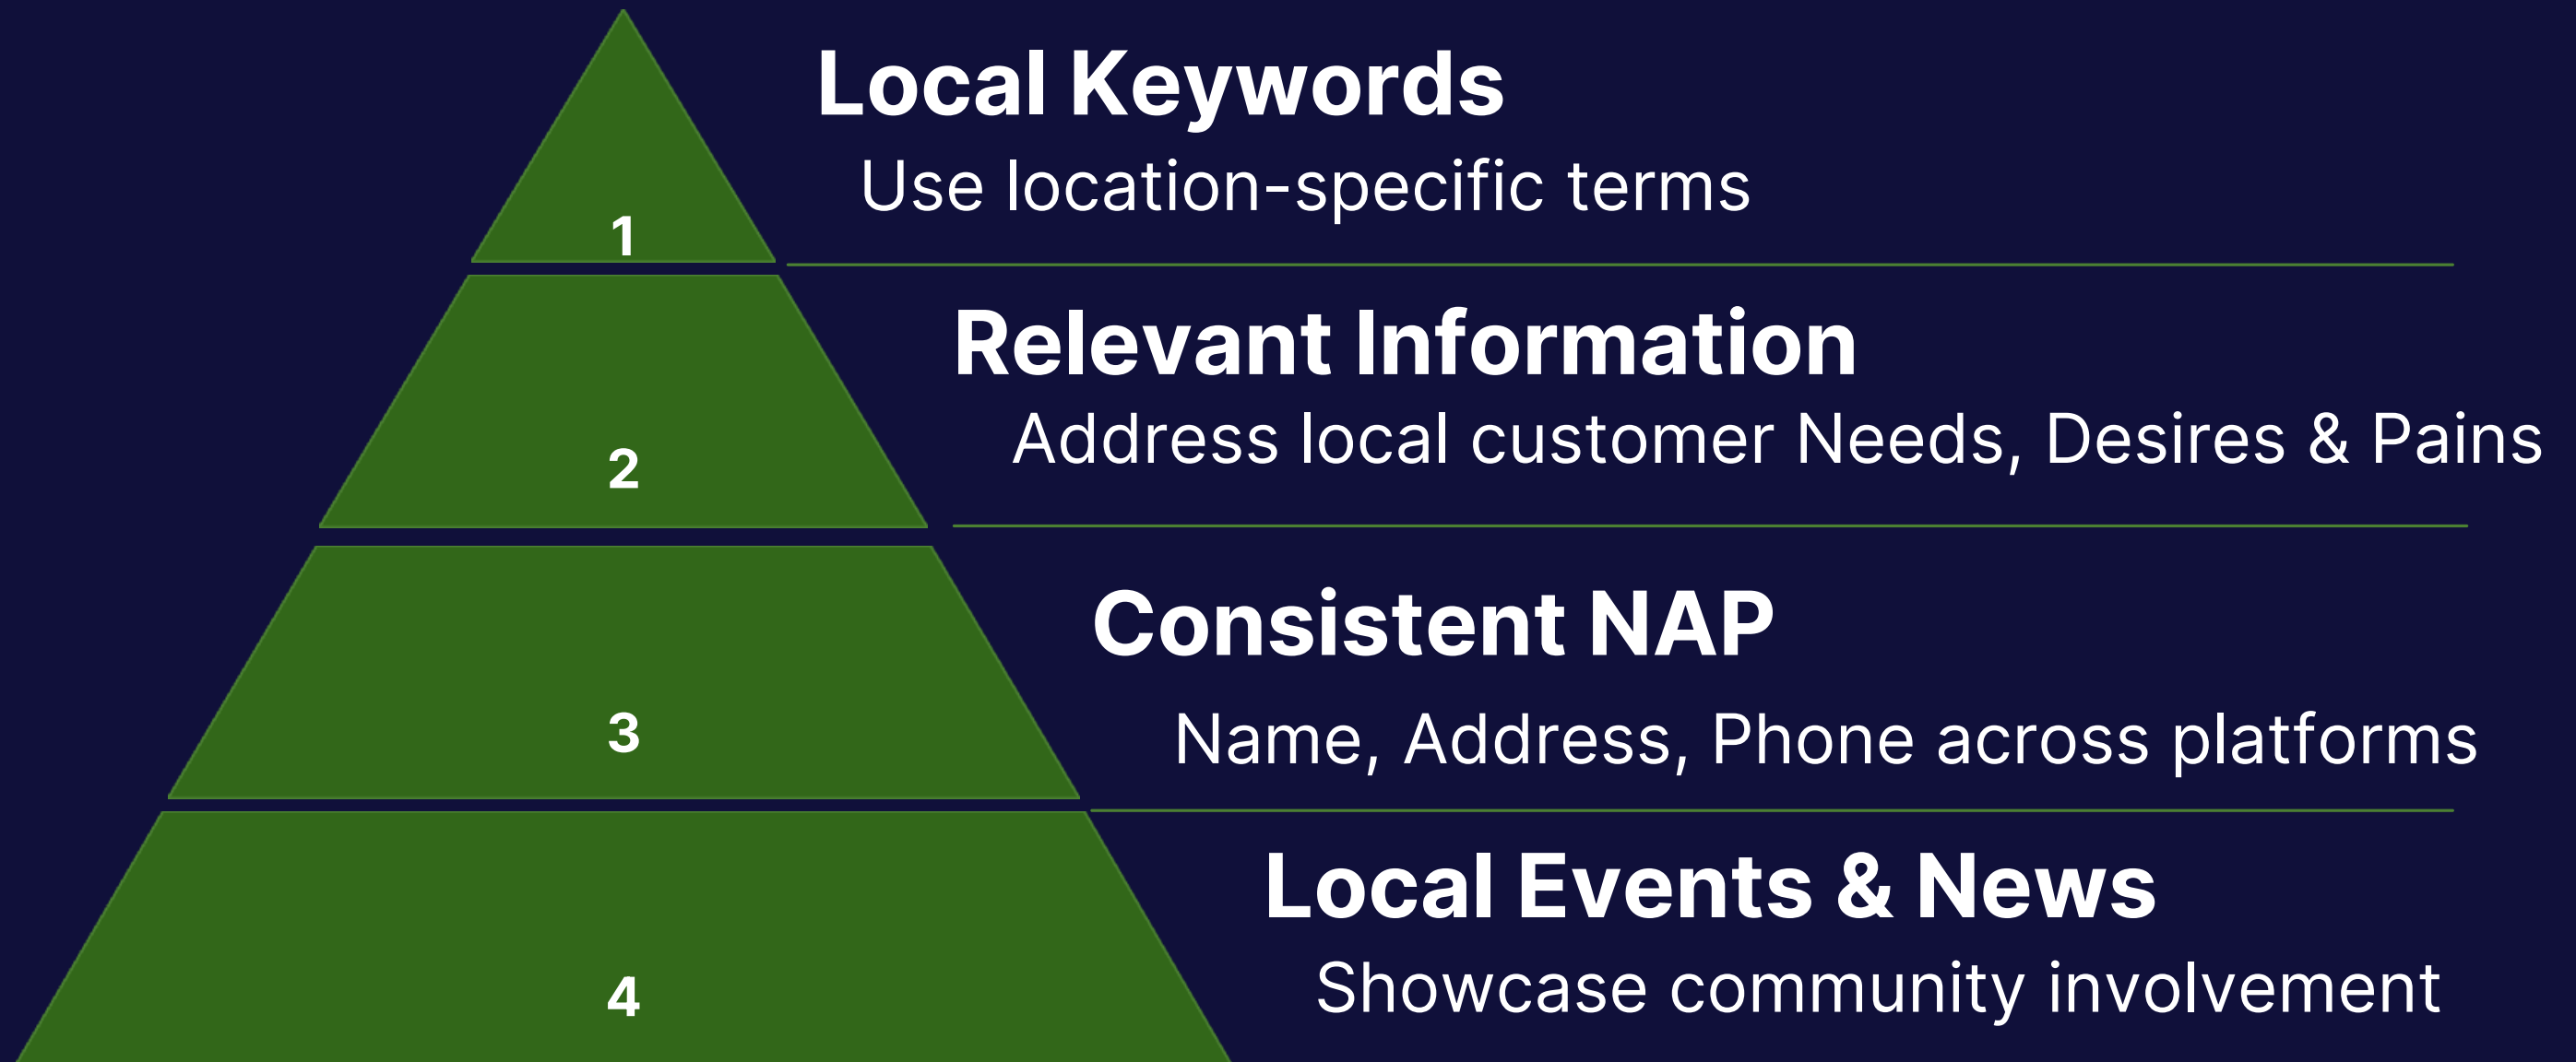 Local Keywords
Use location-specific terms
1
Relevant Information
Address local customer Needs, Desires & Pains
2
Consistent NAP
Name, Address, Phone across platforms
3
Local Events & News
Showcase community involvement
4